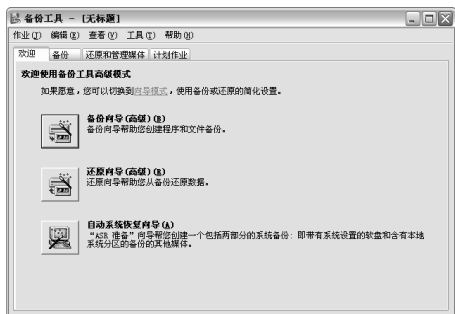 备份工具 - [无标题]
作业(J) 编辑(E) 查看(V) 工具(T) 帮助(H)
欢迎 备份 还原和管理媒体 计划作业
欢迎使用备份工具高级模式
如果愿意，您可以切换到向导模式，使用备份或还原的简化设置。
备份向导(高级)(B)
备份向导帮助您创建程序和文件备份。
还原向导(高级)(R)
还原向导帮助您从备份还原数据。
自动系统恢复向导(A)
“ASR 准备”向导帮您创建一个包括两部分的系统备份: 即带有系统设置的软盘和含有本地
系统分区的备份的其他媒体。